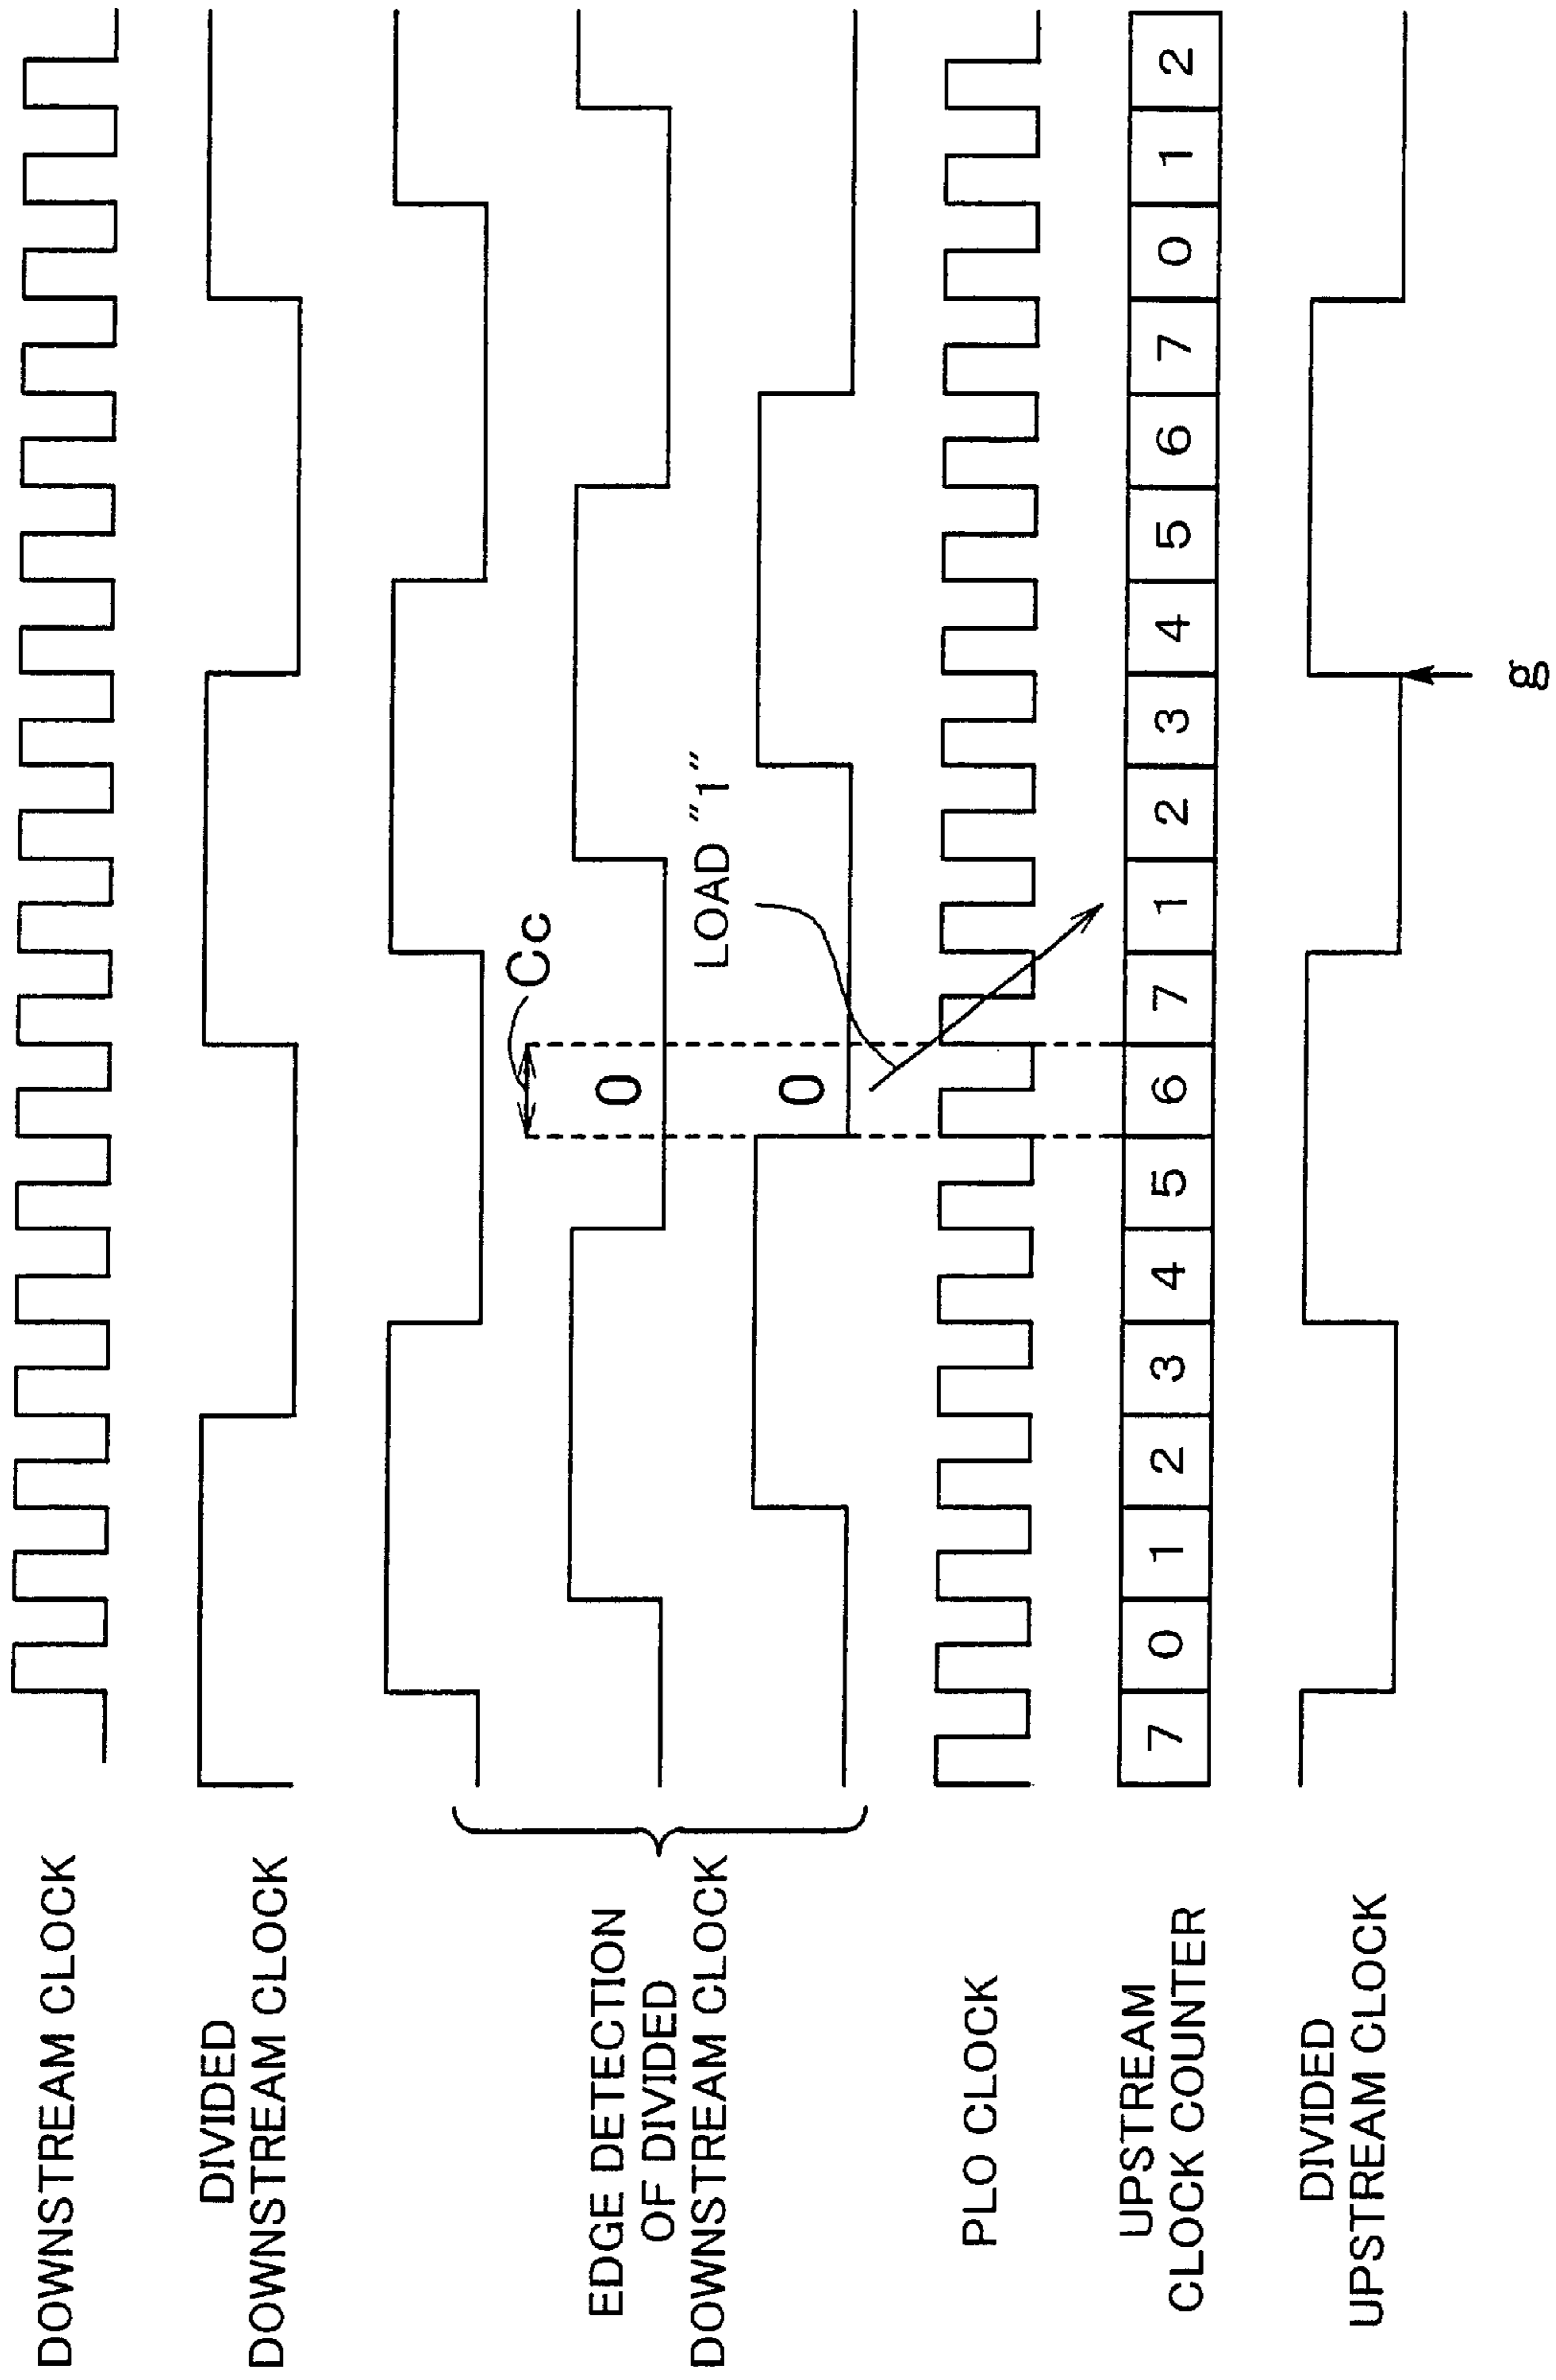 DOWNSTREAM CLOCK
DIVIDED
DOWNSTREAM CLOCK
Cc
EDGE DETECTION
OF DIVIDED
DOWNSTREAM CLOCK
0
0
LOAD "1"
PLO CLOCK
UPSTREAM
CLOCK COUNTER
7 0 1 2 3 4 5 6 7 1 2 3 4 5 6 7 0 1 2
DIVIDED
UPSTREAM CLOCK
g